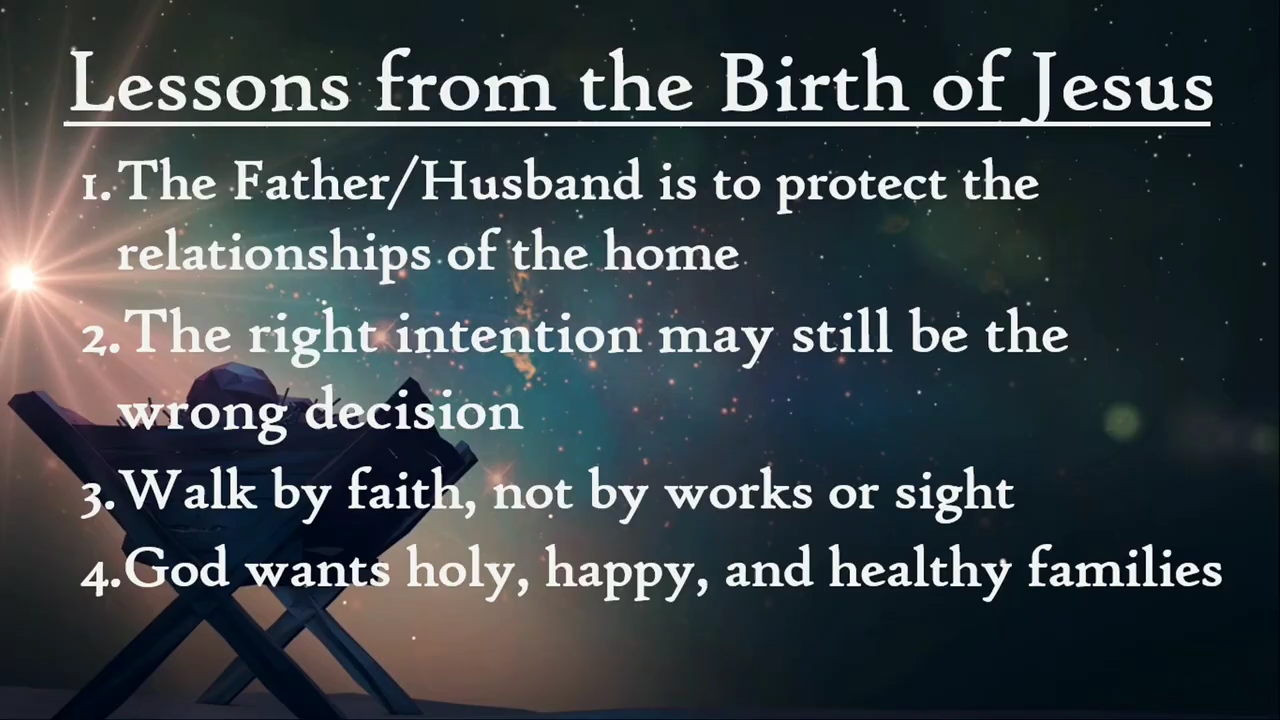 Lessons from the Birth of Jesus
1. The Father/Husband is to protect the
relationships of the home
2. The right intention may still be the
wrong decision
3. Walk by faith, not by works or sight
4. God wants holy, happy, and healthy families